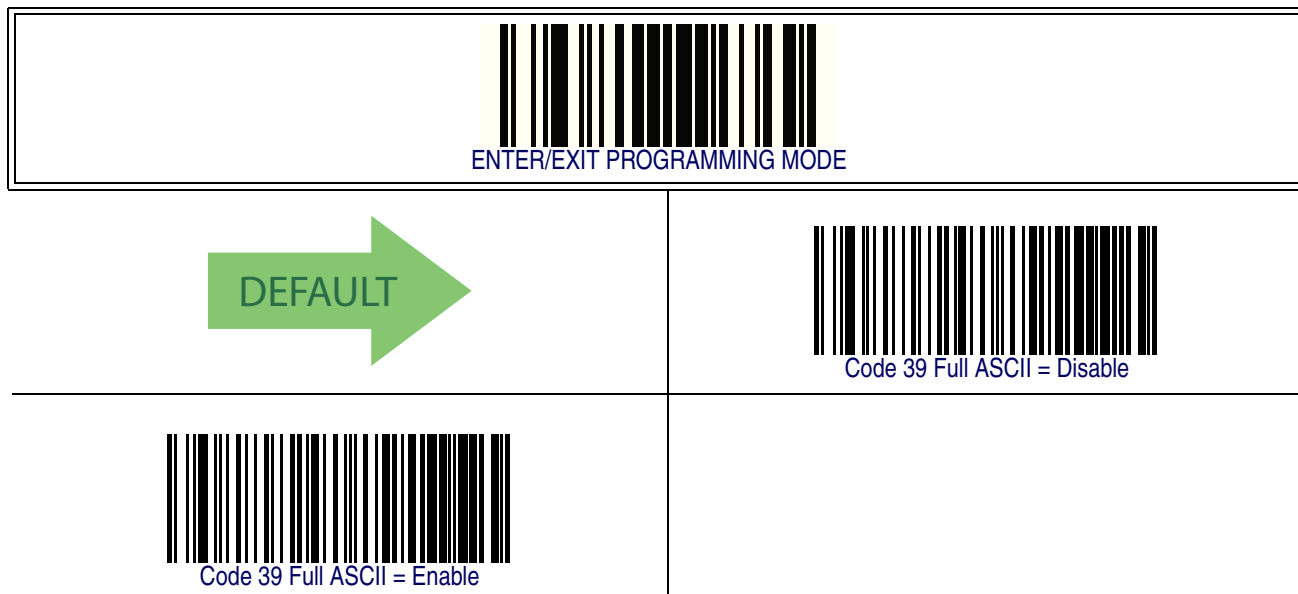 ENTER/EXIT PROGRAMMING MODE
DEFAULT
Code 39 Full ASCII = Disable
Code 39 Full ASCII = Enable